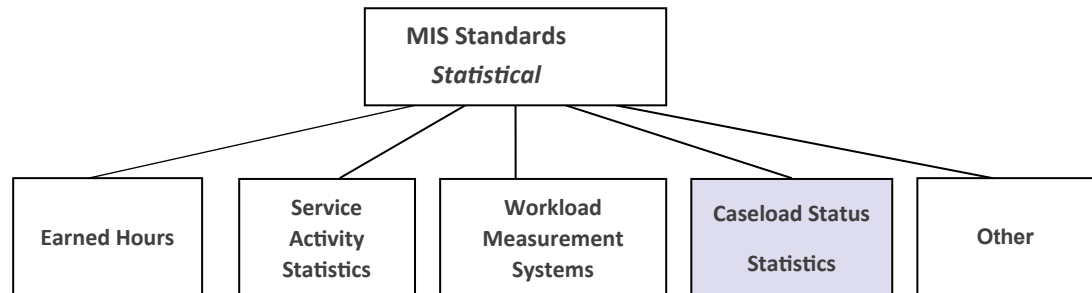 MIS Standards
Statistical
Earned Hours
Service
Activity
Statistics
Workload
Measurement
Systems
Caseload Status
Statistics
Other